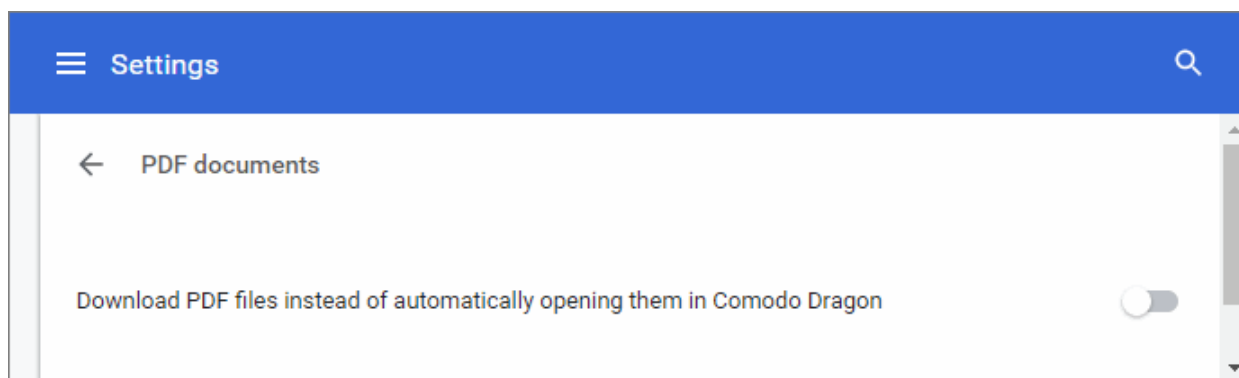 Settings
PDF documents
Download PDF files instead of automatically opening them in Comodo Dragon